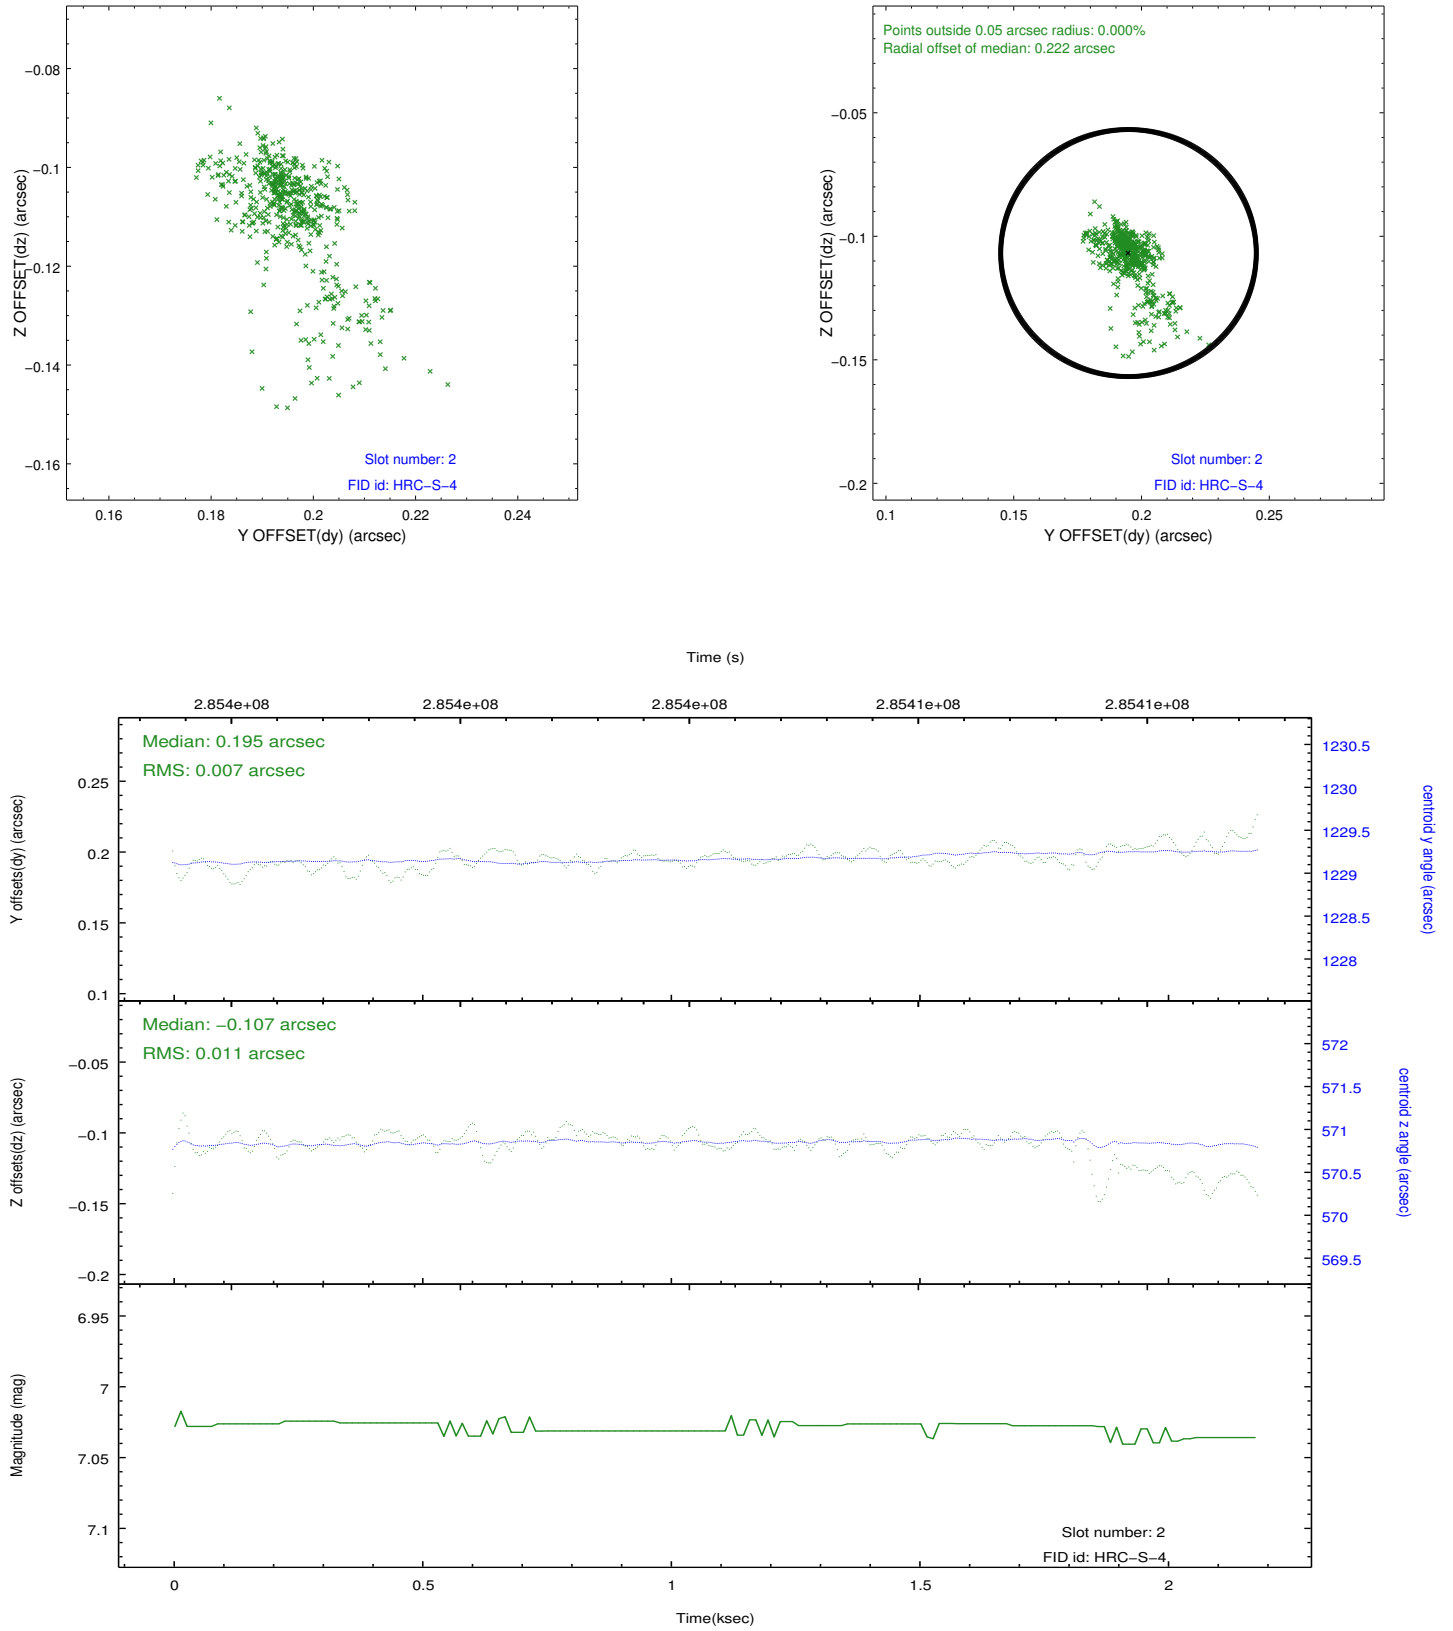 −0.08
−0.1
−0.12
−0.14
−0.16
Z OFFSET(dz) (arcsec)
Slot number: 2
FID id: HRC−S−4
0.16 0.18 0.2 0.22 0.24
Y OFFSET(dy) (arcsec)
Points outside 0.05 arcsec radius: 0.000%
Radial offset of median: 0.222 arcsec
−0.05
−0.1
−0.15
−0.2
Z OFFSET(dz) (arcsec)
Slot number: 2
FID id: HRC−S−4
0.1 0.15 0.2 0.25
Y OFFSET(dy) (arcsec)
Time (s)
2.854e+08 2.854e+08 2.854e+08 2.8541e+08 2.8541e+08
Median: 0.195 arcsec
RMS: 0.007 arcsec
0.25
0.2
0.15
0.1
Y offsets(dy) (arcsec)
1230.5
1230
1229.5
1229
1228.5
1228
centroid y angle (arcsec)
Median: −0.107 arcsec
RMS: 0.011 arcsec
−0.05
−0.1
−0.15
−0.2
Z offsets(dz) (arcsec)
572
571.5
571
570.5
570
569.5
centroid z angle (arcsec)
6.95
7
7.05
7.1
Magnitude (mag)
Slot number: 2
FID id: HRC−S−4
0 0.5 1 1.5 2
Time(ksec)